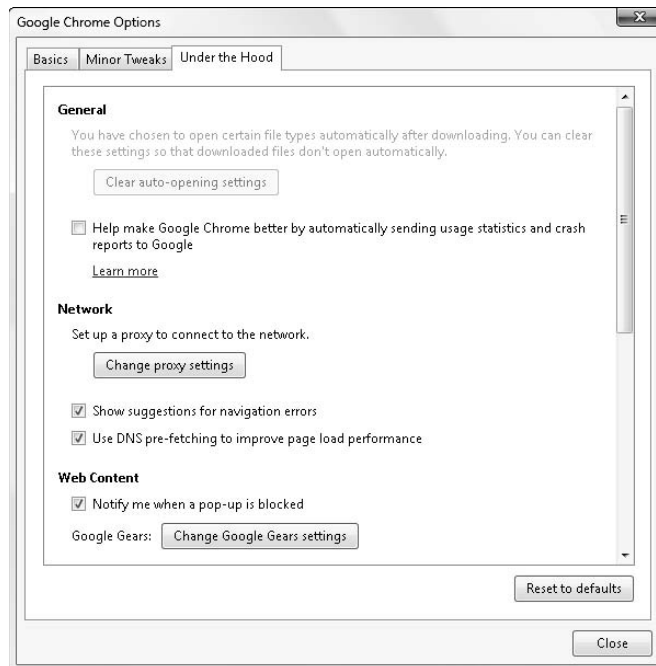 Google Chrome Options
Basics Minor Tweaks Under the Hood
General
You have chosen to open certain file types automatically after downloading. You can clear
these settings so that downloaded files don't open automatically.
Clear auto-opening settings
Help make Google Chrome better by automatically sending usage statistics and crash
reports to Google
Learn more
Network
Set up a proxy to connect to the network.
Change proxy settings
Show suggestions for navigation errors
Use DNS pre-fetching to improve page load performance
Web Content
Notify me when a pop-up is blocked
Google Gears: Change Google Gears settings
Reset to defaults
Close